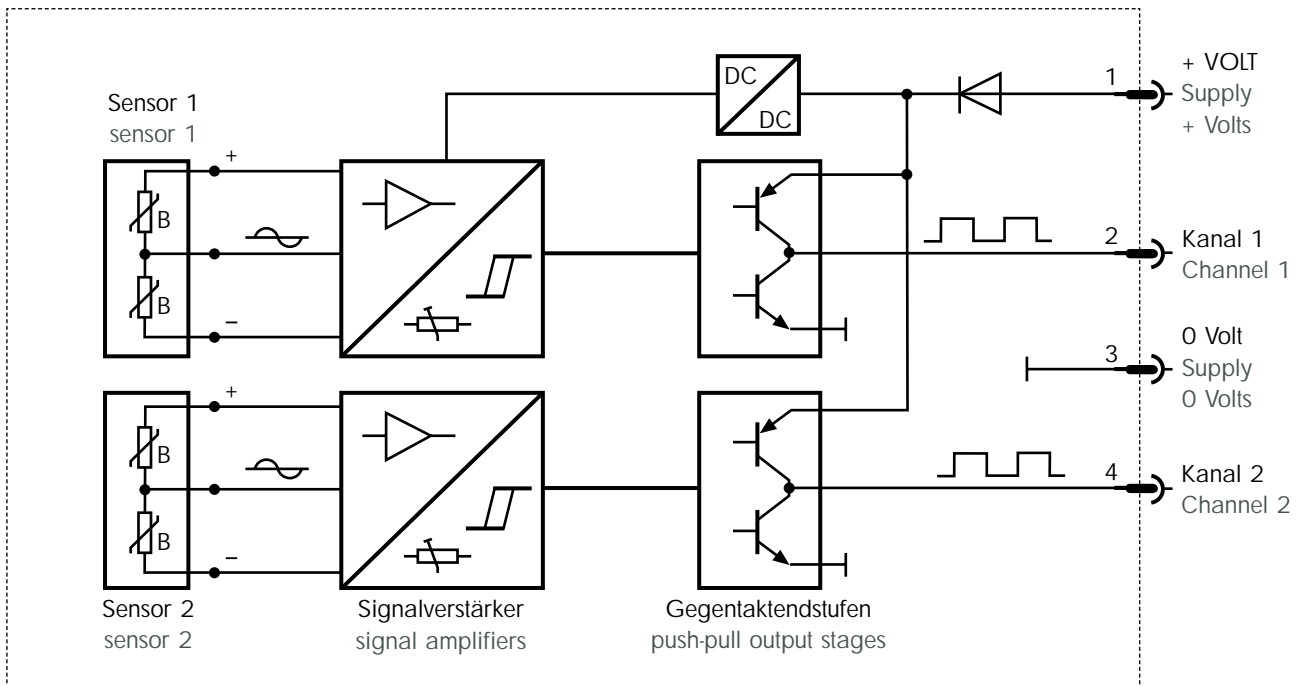 DC
DC
1
+ VOLT
Supply
+ Volts
Sensor 1
sensor 1
+
B
B
–
2
Kanal 1
Channel 1
3
0 Volt
Supply
0 Volts
+
B
B
–
4
Kanal 2
Channel 2
Sensor 2
sensor 2
Signalverstärker
signal amplifiers
Gegentaktendstufen
push-pull output stages